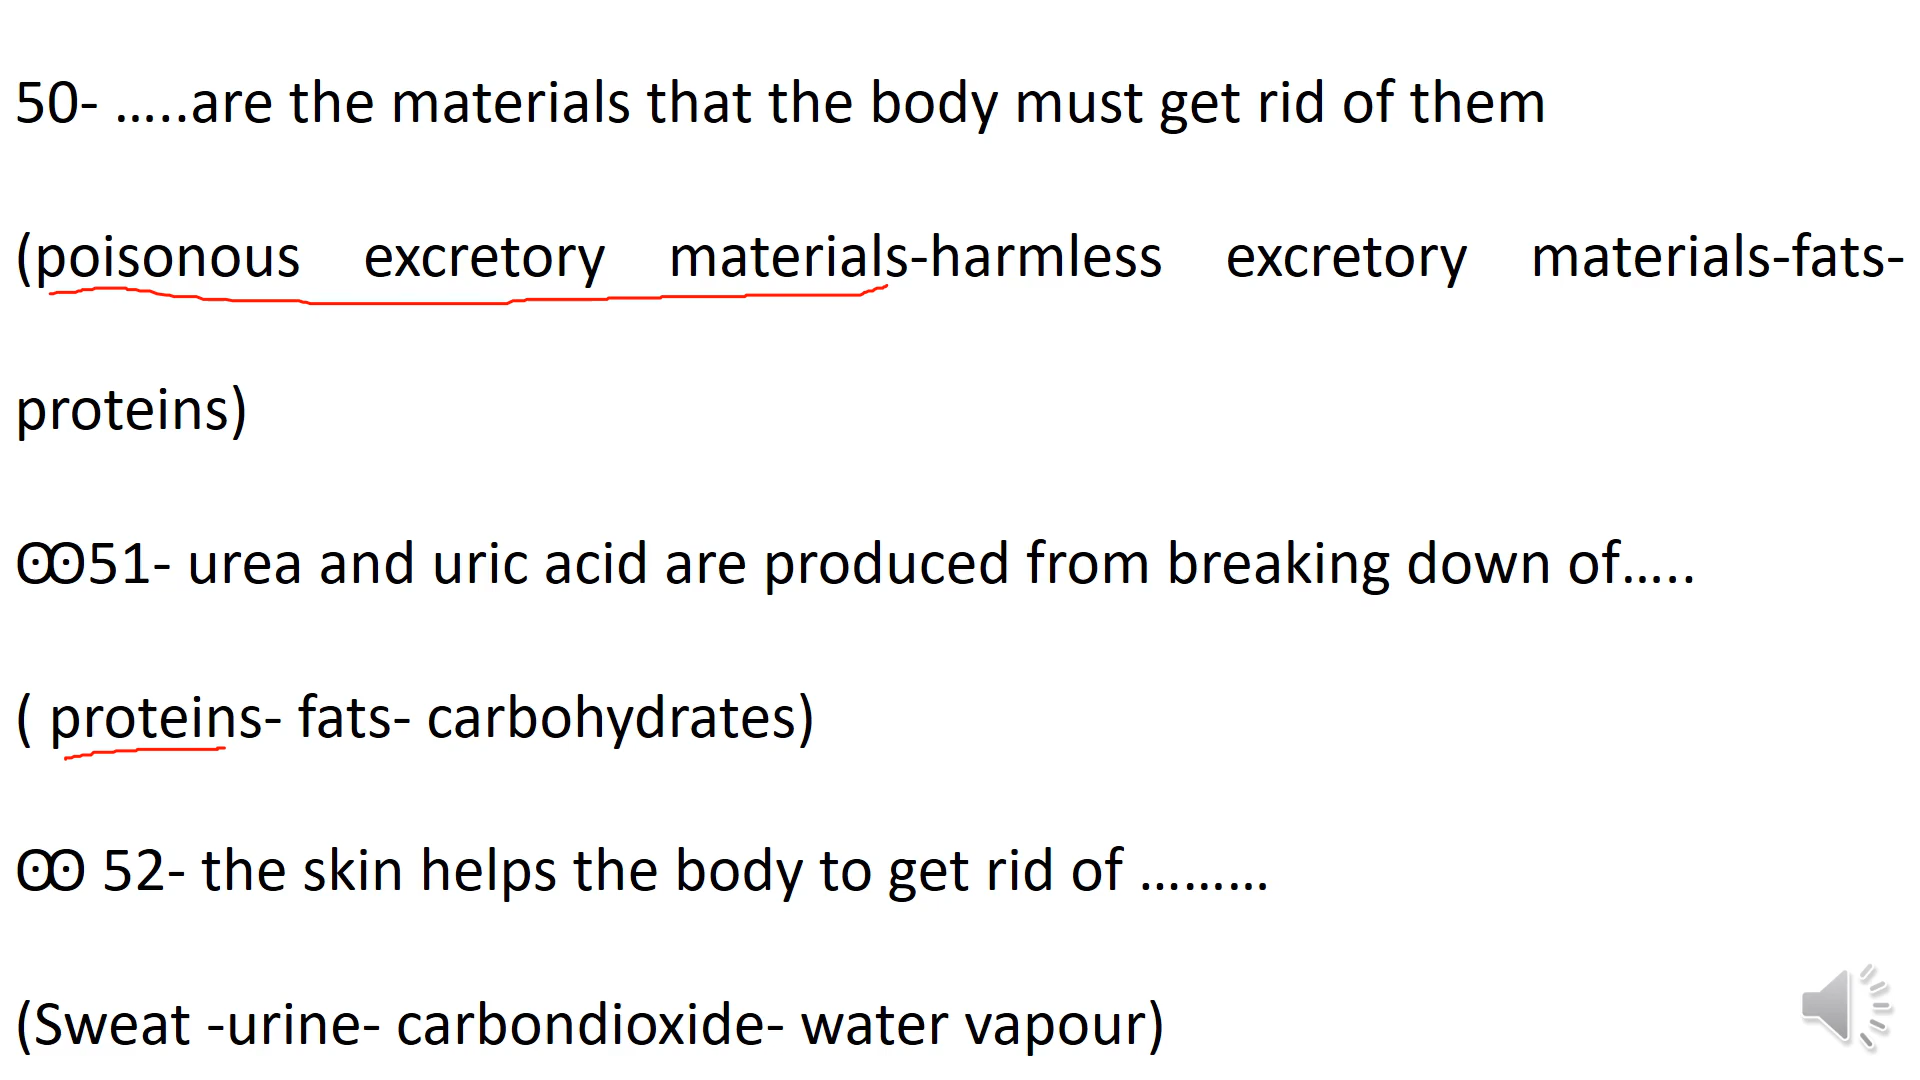 50- …..are the materials that the body must get rid of them
(poisonous excretory materials-harmless excretory materials-fats-
proteins)
ꙭ51- urea and uric acid are produced from breaking down of…..
( proteins- fats- carbohydrates)
ꙭ 52- the skin helps the body to get rid of ………
(Sweat -urine- carbondioxide- water vapour)